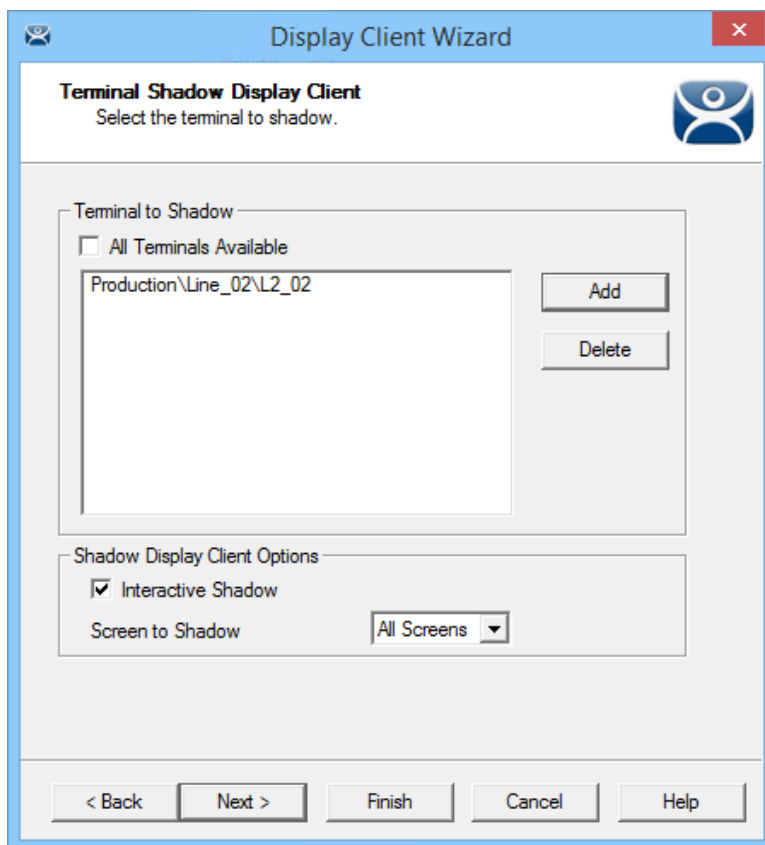 Display Client Wizard
Terminal Shadow Display Client
Select the terminal to shadow.
Terminal to Shadow
All Terminals Available
Production\Line_02\L2_02
Add
Delete
Shadow Display Client Options
Interactive Shadow
Screen to Shadow All Screens
< Back Next > Finish Cancel Help